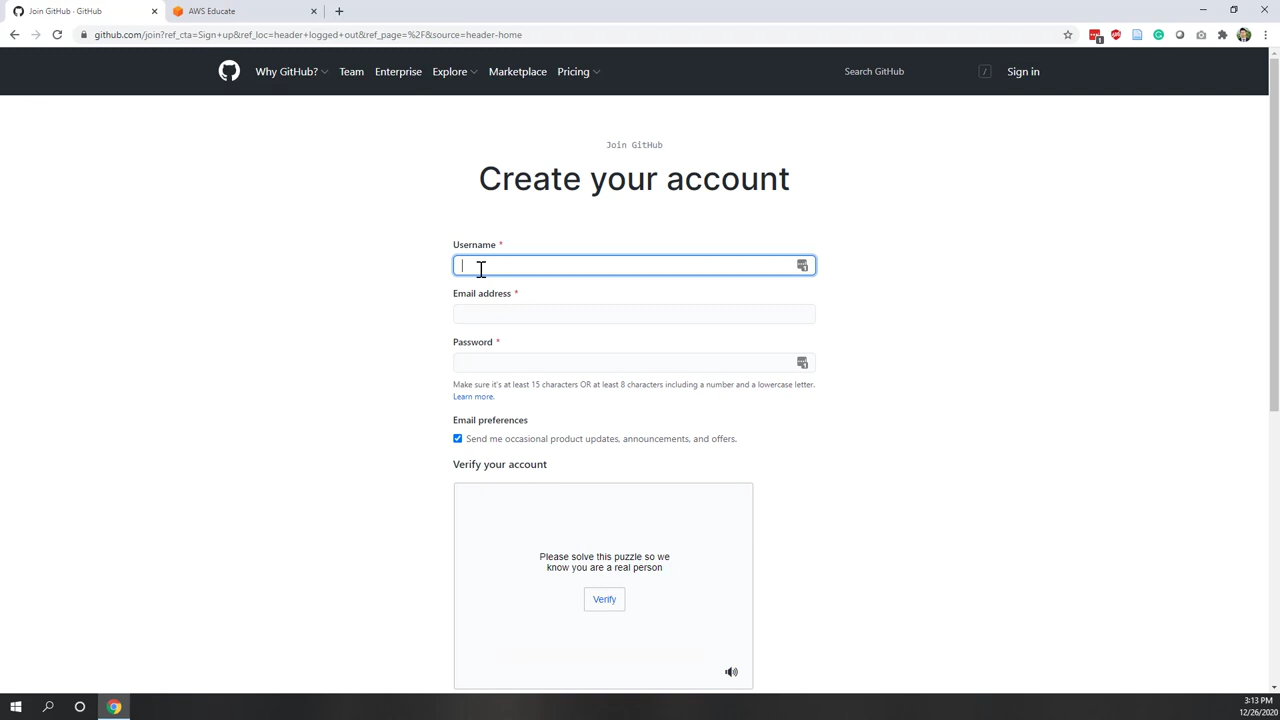 Join GitHub · GitHub
AWS Educate
github.com/join?ref_cta=Sign+up&ref_loc=header+logged+out&ref_page=%2F&source=header-home
1
Why GitHub?
Team
Enterprise
Explore
Marketplace
Pricing
Search GitHub
/
Sign in
Join GitHub
Create your account
Username *
Email address *
Password *
Make sure it's at least 15 characters OR at least 8 characters including a number and a lowercase letter.
Learn more.
Email preferences
Send me occasional product updates, announcements, and offers.
Verify your account
Please solve this puzzle so we
know you are a real person
Verify
3:13 PM
12/26/2020